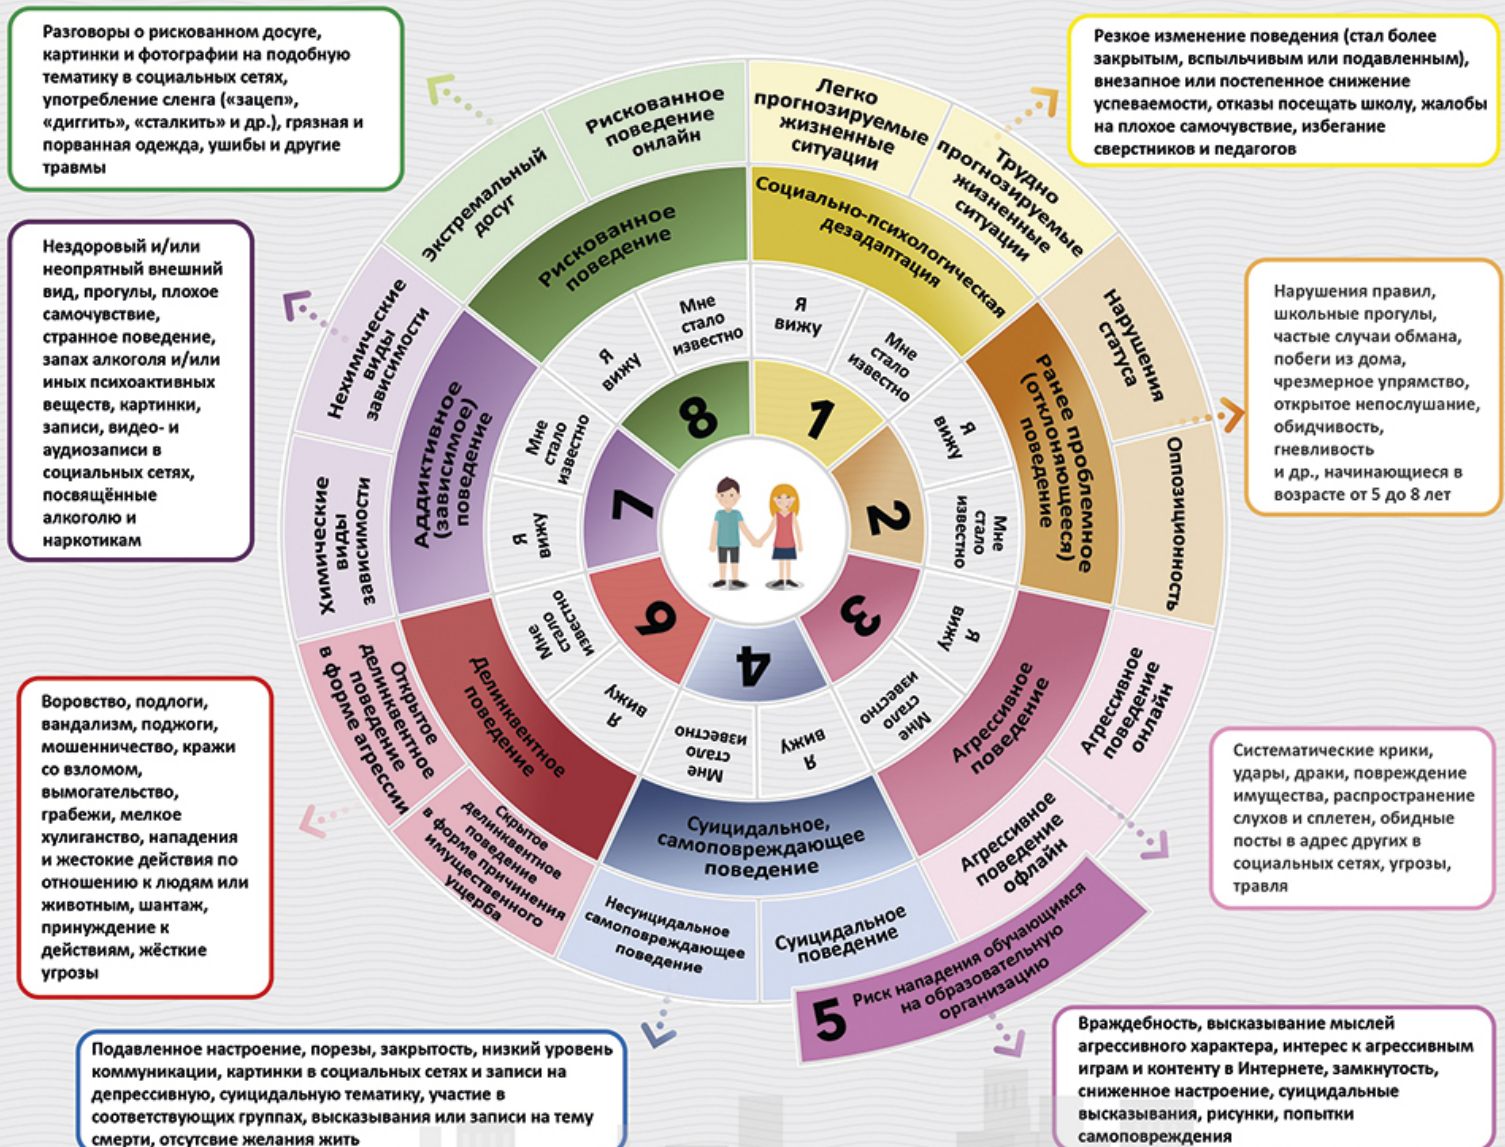 Разговоры о рискованном досуге,
картинки и фотографии на подобную
тематику в социальных сетях,
употребление сленга («зацеп»,
«диггить», «сталкить» и др.), грязная и
порванная одежда, ушибы и другие
травмы
Резкое изменение поведения (стал более
закрытым, вспыльчивым или подавленным),
внезапное или постепенное снижение
успеваемости, отказы посещать школу, жалобы
на плохое самочувствие, избегание
сверстников и педагогов
Нездоровый и/или
неопрятный внешний
вид, прогулы, плохое
самочувствие,
странное поведение,
запах алкоголя и/или
иных психоактивных
веществ, картинки,
записи, видео- и
аудиозаписи в
социальных сетях,
посвящённые
алкоголю и
наркотикам
Нарушения правил,
школьные прогулы,
частые случаи обмана,
побеги из дома,
чрезмерное упрямство,
открытое непослушание,
обидчивость,
гневливость
и др., начинающиеся в
возрасте от 5 до 8 лет
Воровство, подлоги,
вандализм, поджоги,
мошенничество, кражи
со взломом,
вымогательство,
грабежи, мелкое
хулиганство, нападения
и жестокие действия по
отношению к людям или
животным, шантаж,
принуждение к
действиям, жёсткие
угрозы
Систематические крики,
удары, драки, повреждение
имущества, распространение
слухов и сплетен, обидные
посты в адрес других в
социальных сетях, угрозы,
травля
Подавленное настроение, порезы, закрытость, низкий уровень
коммуникации, картинки в социальных сетях и записи на
депрессивную, суицидальную тематику, участие в
соответствующих группах, высказывания или записи на тему
смерти, отсутсвие желания жить
Враждебность, высказывание мыслей
агрессивного характера, интерес к агрессивным
играм и контенту в Интернете, замкнутость,
сниженное настроение, суицидальные
высказывания, рисунки, попытки
самоповреждения
Легко
прогнозируемые
жизненные
ситуации
Трудно
прогнозируемые
жизненные
ситуации
Социально-психологическая
дезадаптация
Я
вижу
Мне
стало
известно
1
Нарушения
статуса
Оппозиционность
Ранее проблемное
(отклоняющееся)
поведение
Я
вижу
Мне
стало
известно
2
Агрессивное
поведение
онлайн
Агрессивное
поведение
офлайн
Агрессивное
поведение
Я
вижу
Мне
стало
известно
3
Суицидальное
поведение
Несуицидальное
самоповреждающее
поведение
Суицидальное,
самоповреждающее
поведение
Я
вижу
Мне
стало
известно
4
5
Риск нападения обучающимся
на образовательную
организацию
Скрытое
делинквентное
поведение
в форме причинения
имущественного
ущерба
Открытое
делинквентное
поведение
в форме агрессии
Делинквентное
поведение
Я
вижу
Мне
стало
известно
6
Химические
виды
зависимости
Нехимические
виды
зависимости
Аддиктивное
(зависимое)
поведение
Я
вижу
Мне
стало
известно
7
Экстремальный
досуг
Рискованное
поведение
онлайн
Рискованное
поведение
Я
вижу
Мне
стало
известно
8